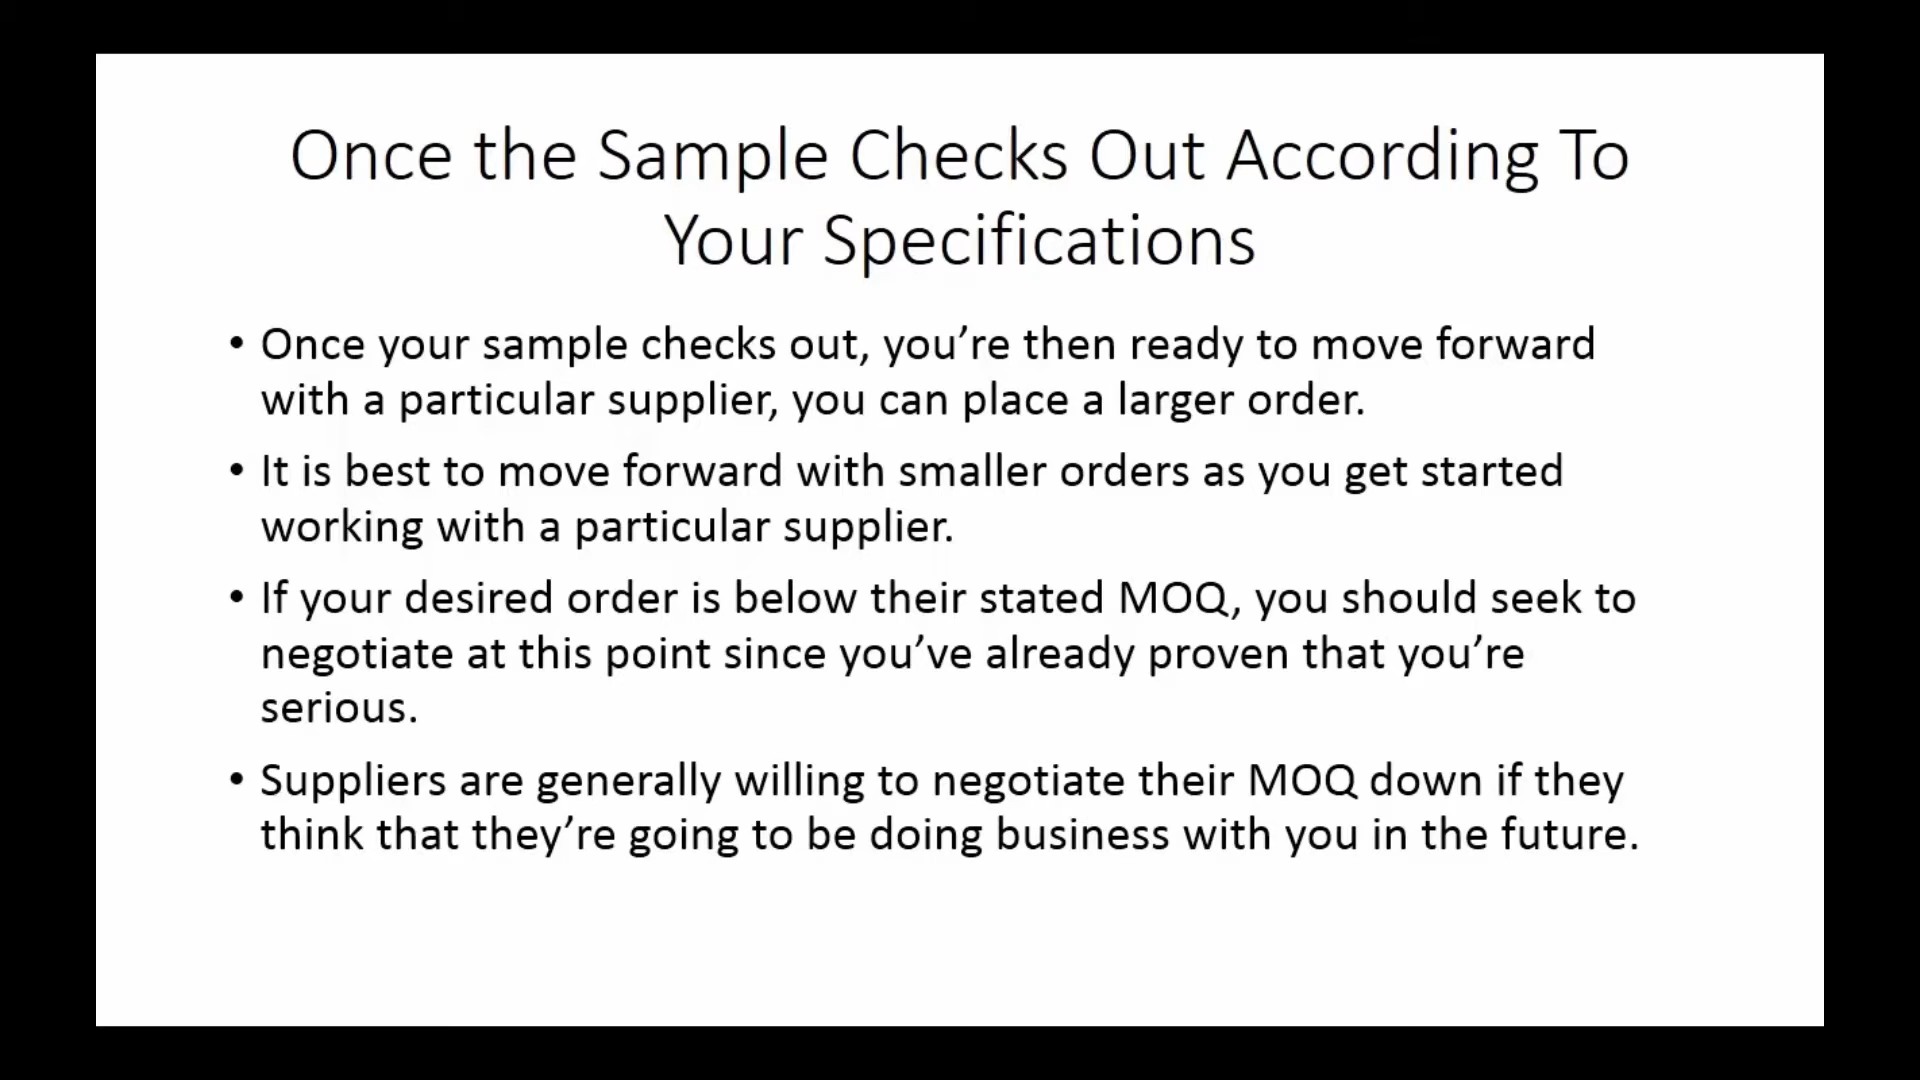 Once the Sample Checks Out According To
Your Specifications
• Once your sample checks out, you’re then ready to move forward
with a particular supplier, you can place a larger order.
• It is best to move forward with smaller orders as you get started
working with a particular supplier.
• If your desired order is below their stated MOQ, you should seek to
negotiate at this point since you’ve already proven that you’re
serious.
• Suppliers are generally willing to negotiate their MOQ down if they
think that they’re going to be doing business with you in the future.